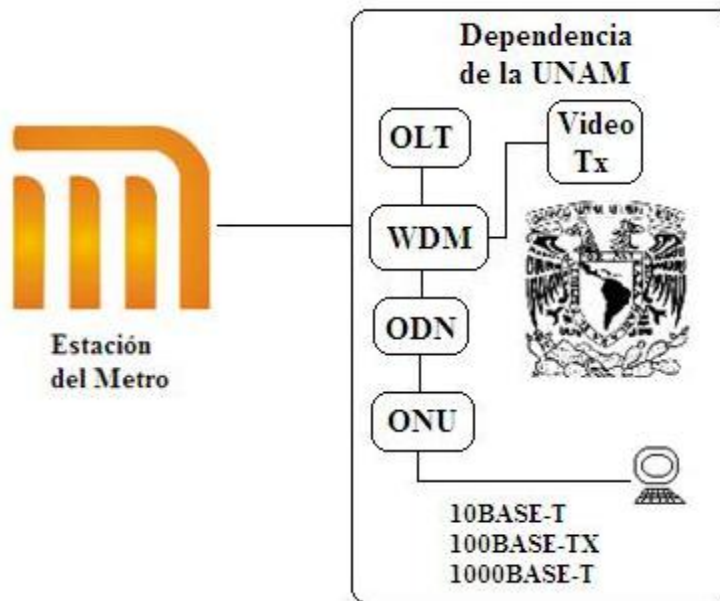 Dependencia
de la UNAM
OLT
Video
Tx
WDM
ODN
Estación
del Metro
ONU
10BASE-T
100BASE-TX
1000BASE-T